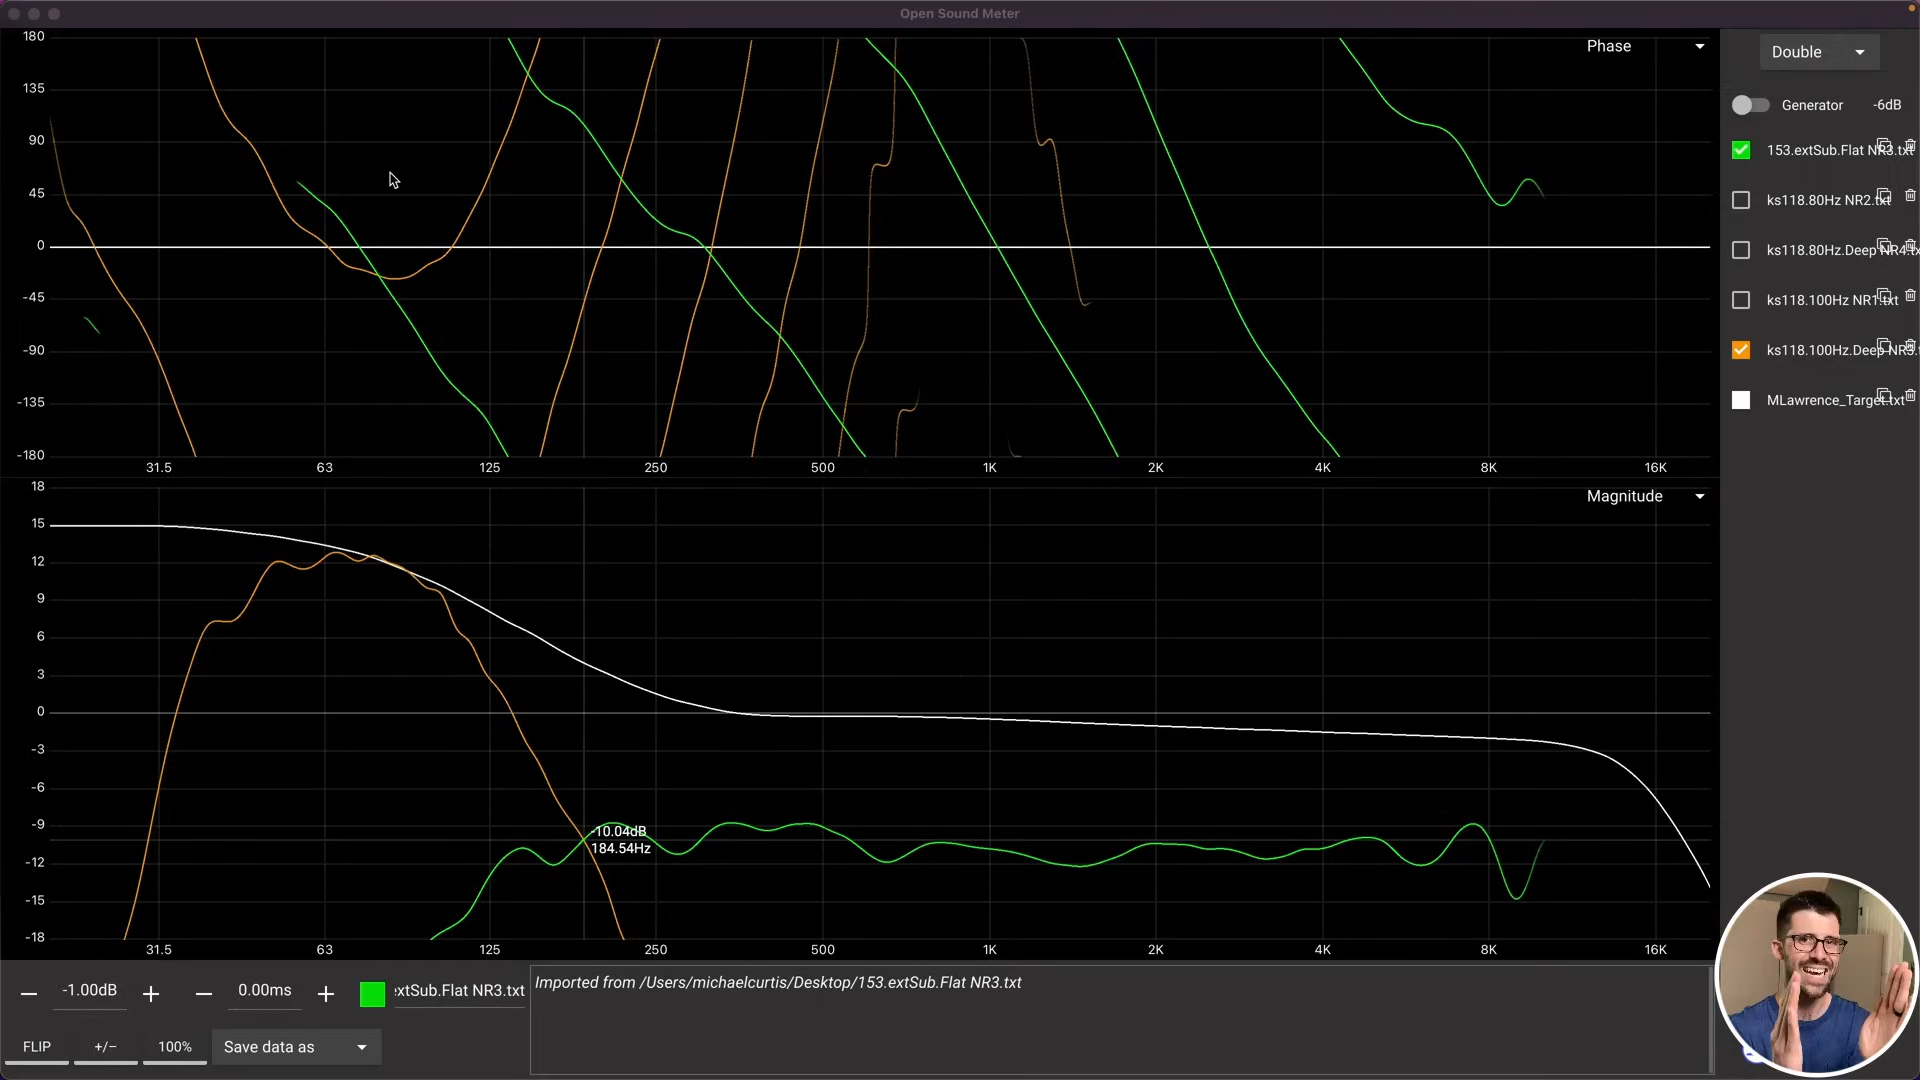 Open Sound Meter
180
135
90
45
0
-45
-90
-135
-180
31.5 63 125 250 500 1K 2K 4K 8K 16K
Phase
18
15
12
9
6
3
0
-3
-6
-9
-12
-15
-18
31.5 63 125 250 500 1K 2K 4K 8K 16K
Magnitude
-10.04dB
184.54Hz
Double
Generator -6dB
153.extSub.Flat NR3.txt
ks118.80Hz NR2.txt
ks118.80Hz.Deep NR4.tx
ks118.100Hz NR1.txt
ks118.100Hz.Deep NR3.t
MLawrence_Target.txt
-1.00dB
0.00ms
extSub.Flat NR3.txt
FLIP +/− 100% Save data as
Imported from /Users/michaelcurtis/Desktop/153.extSub.Flat NR3.txt